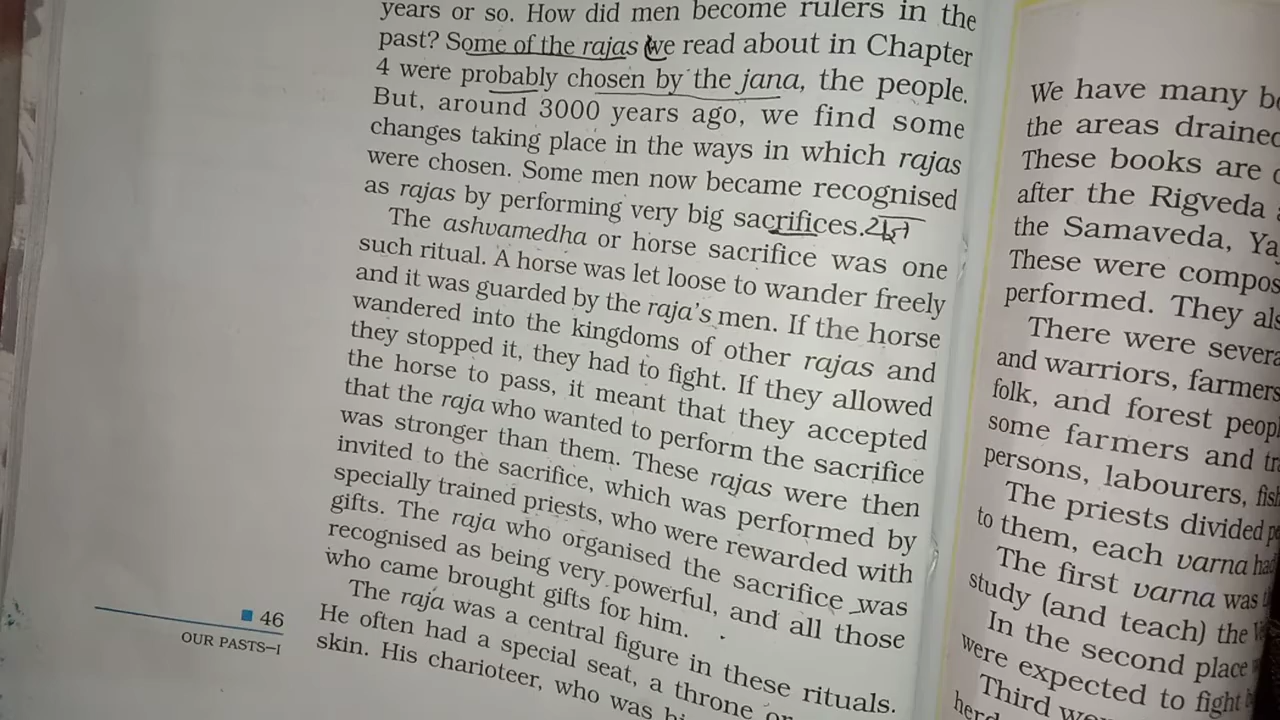 years or so. How did men become rulers in the
past? Some of the rajas we read about in Chapter
4 were probably chosen by the jana, the people.
But, around 3000 years ago, we find some
changes taking place in the ways in which rajas
were chosen. Some men now became recognised
as rajas by performing very big sacrifices.
The ashvamedha or horse sacrifice was one
such ritual. A horse was let loose to wander freely
and it was guarded by the raja's men. If the horse
wandered into the kingdoms of other rajas and
they stopped it, they had to fight. If they allowed
the horse to pass, it meant that they accepted
that the raja who wanted to perform the sacrifice
was stronger than them. These rajas were then
invited to the sacrifice, which was performed by
specially trained priests, who were rewarded with
gifts. The raja who organised the sacrifice was
recognised as being very powerful, and all those
who came brought gifts for him.
The raja was a central figure in these rituals.
He often had a special seat, a throne or
skin. His charioteer, who was
46
OUR PASTS–I
We have many
the areas drained
These books are
after the Rigveda
the Samaveda,
These were
performed. They
There were
and warriors, farmers
folk, and forest
some farmers and
persons, labourers,
The priests divided
to them, each varna
The first varna was
study (and teach) the
In the second place
were expected to fight
Third